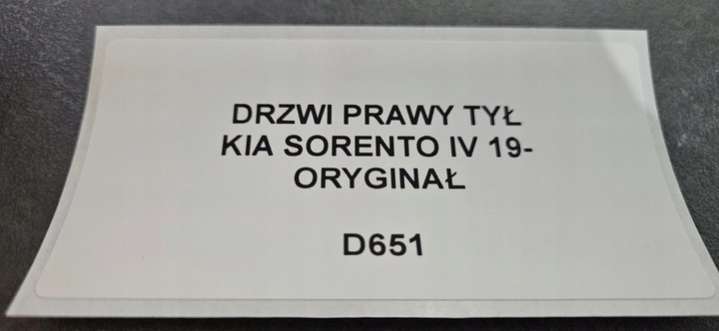 DRZWI PRAWY TYŁ
KIA SORENTO IV 19-
ORYGINAŁ
D651